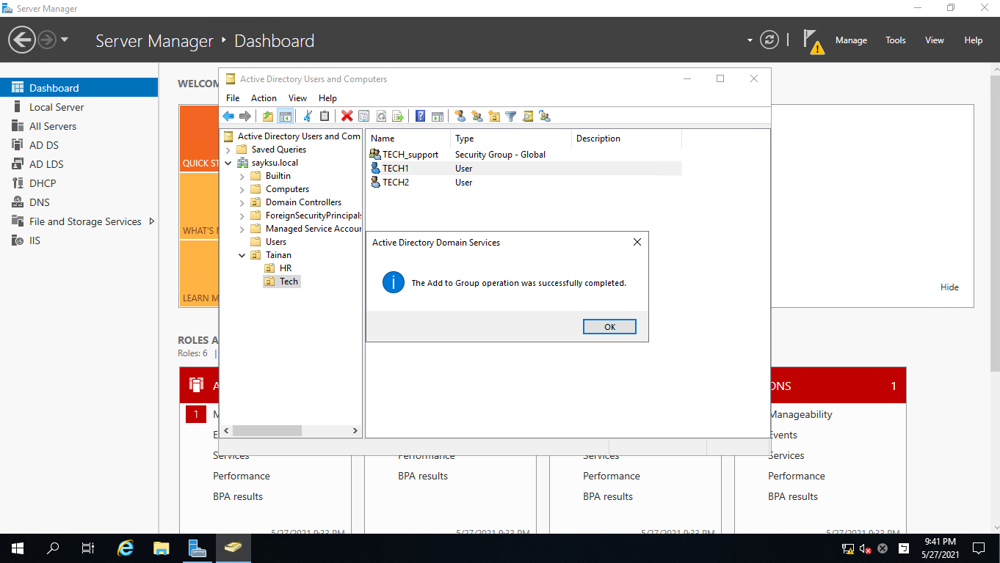 Server Manager
Server Manager ‣ Dashboard
Manage Tools View Help
Dashboard
Local Server
All Servers
AD DS
AD LDS
DHCP
DNS
File and Storage Services
IIS
QUICK
LEARN
Hide
Roles: 6
Active Directory Users and Computers
File Action View Help
Active Directory Users and Com
Saved Queries
sayksu.local
Builtin
Computers
Domain Controllers
ForeignSecurityPrincipals
Managed Service Accour
Users
Tainan
HR
Tech
Name Type Description
TECH_support Security Group - Global
TECH1 User
TECH2 User
Active Directory Domain Services
The Add to Group operation was successfully completed.
OK
1
Services
Performance
BPA results
5/27/2021 9:33 PM
Performance
BPA results
5/27/2021 9:33 PM
Services
Performance
BPA results
5/27/2021 9:33 PM
DNS 1
Manageability
Events
Services
Performance
BPA results
5/27/2021 9:33 PM
9:41 PM
5/27/2021